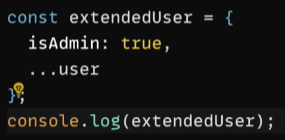 const extendedUser = {
  isAdmin: true,
  ...user
};
console.log(extendedUser);